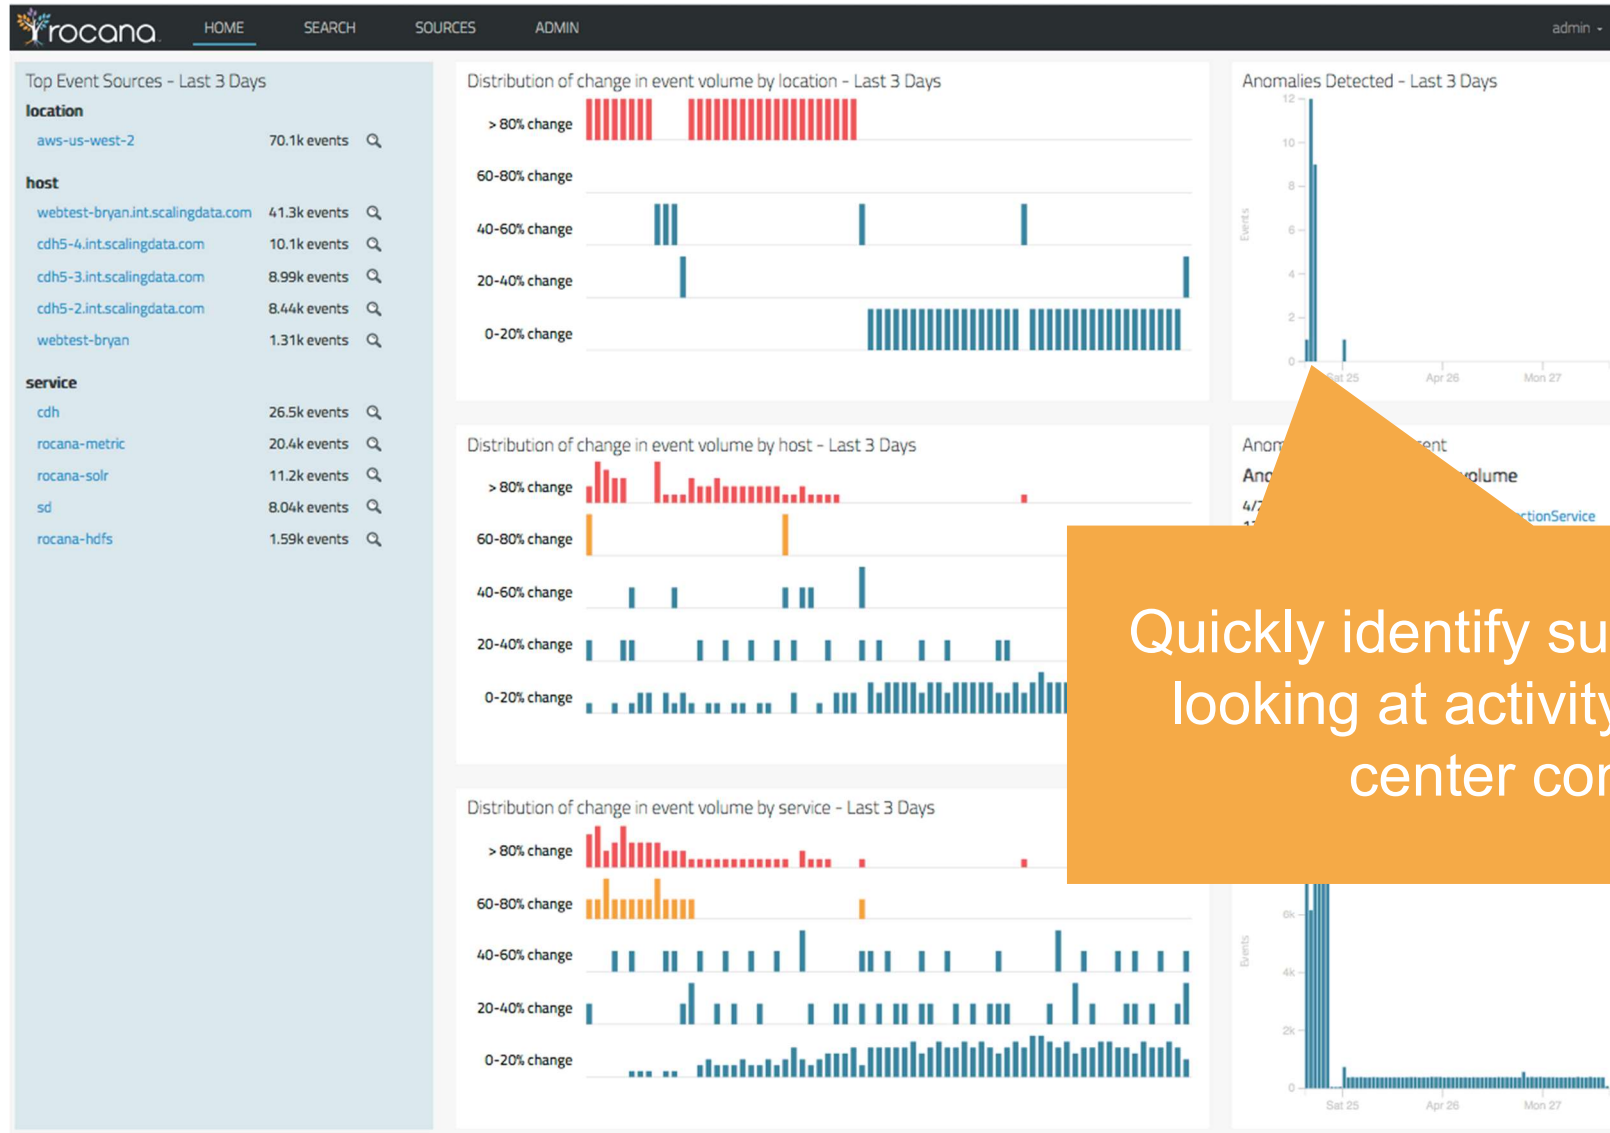 rocana HOME SEARCH SOURCES ADMIN admin
Top Event Sources - Last 3 Days
location
aws-us-west-2 70.1k events
host
webtest-bryan.int.scalingdata.com 41.3k events
cdh5-4.int.scalingdata.com 10.1k events
cdh5-3.int.scalingdata.com 8.99k events
cdh5-2.int.scalingdata.com 8.44k events
webtest-bryan 1.31k events
service
cdh 26.5k events
rocana-metric 20.4k events
rocana-solr 11.2k events
sd 8.04k events
rocana-hdfs 1.59k events
Distribution of change in event volume by location - Last 3 Days
> 80% change
60-80% change
40-60% change
20-40% change
0-20% change
Distribution of change in event volume by host - Last 3 Days
> 80% change
60-80% change
40-60% change
20-40% change
0-20% change
Distribution of change in event volume by service - Last 3 Days
> 80% change
60-80% change
40-60% change
20-40% change
0-20% change
Anomalies Detected - Last 3 Days
12
10
8
6
4
2
0
Events
Sat 25 Apr 26 Mon 27
Anom ent
Ano volume
4/2
ctionService
Quickly identify su
looking at activity
center con
6k
4k
2k
0
Events
Sat 25 Apr 26 Mon 27